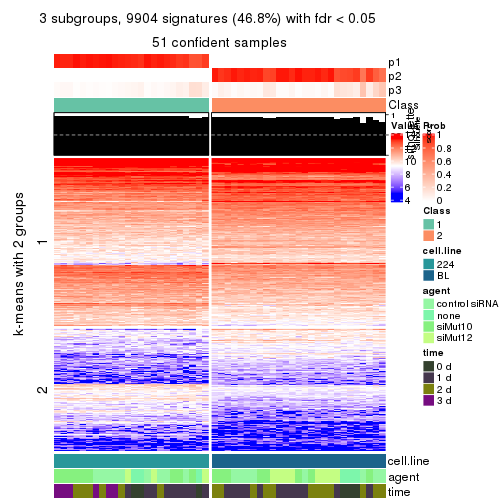 3 subgroups, 9904 signatures (46.8%) with fdr < 0.05
51 confident samples
p1
p2
p3
Class
1
Value
Prob
10
8
6
4
1
0.8
0.6
0.4
0.2
0
Class
1
2
cell.line
224
BL
agent
control siRNA
none
siMut10
siMut12
time
0 d
1 d
2 d
3 d
k-means with 2 groups
1
2
cell.line
agent
time